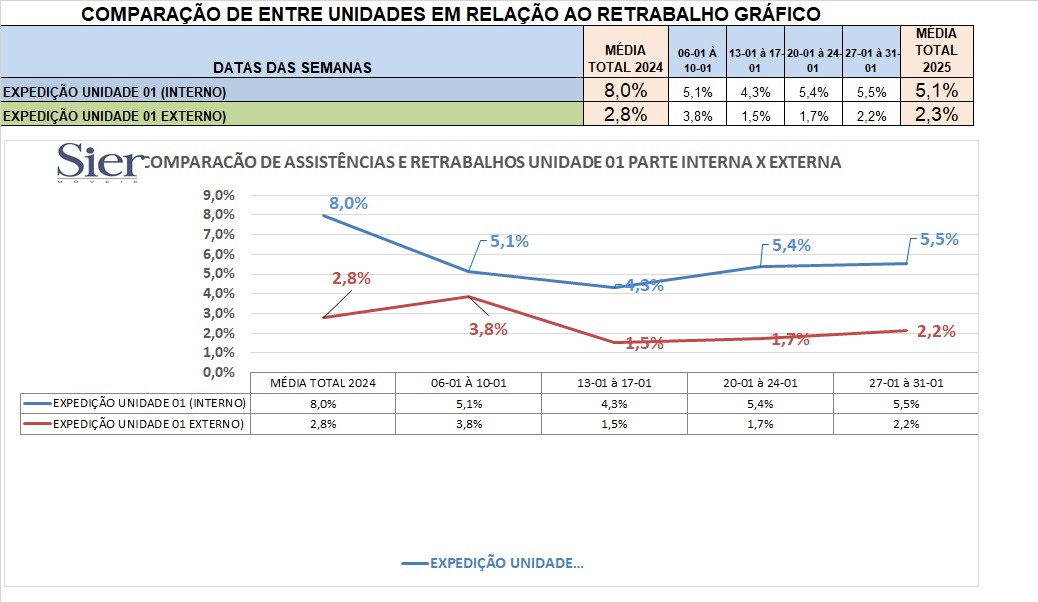 COMPARAÇÃO DE ENTRE UNIDADES EM RELAÇÃO AO RETRABALHO GRÁFICO
DATAS DAS SEMANAS MÉDIA TOTAL 2024 06-01 À 10-01 13-01 à 17-01 20-01 à 24-01 27-01 à 31-01 MÉDIA TOTAL 2025
EXPEDIÇÃO UNIDADE 01 (INTERNO) 8,0% 5,1% 4,3% 5,4% 5,5% 5,1%
EXPEDIÇÃO UNIDADE 01 EXTERNO) 2,8% 3,8% 1,5% 1,7% 2,2% 2,3%
Sier
MÓVEIS
COMPARACÃO DE ASSISTÊNCIAS E RETRABALHOS UNIDADE 01 PARTE INTERNA X EXTERNA
9,0%
8,0%
7,0%
6,0%
5,0%
4,0%
3,0%
2,0%
1,0%
0,0%
8,0% 5,1% 4,3% 5,4% 5,5%
2,8% 3,8% 1,5% 1,7% 2,2%
MÉDIA TOTAL 2024 06-01 À 10-01 13-01 à 17-01 20-01 à 24-01 27-01 à 31-01
EXPEDIÇÃO UNIDADE 01 (INTERNO) 8,0% 5,1% 4,3% 5,4% 5,5%
EXPEDIÇÃO UNIDADE 01 EXTERNO) 2,8% 3,8% 1,5% 1,7% 2,2%
EXPEDIÇÃO UNIDADE...